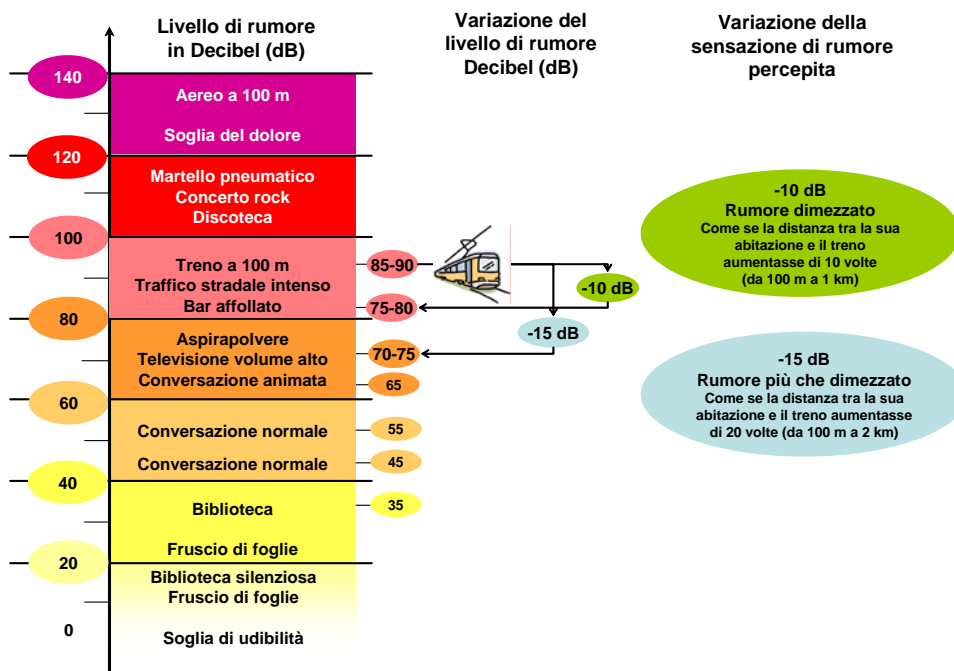 Livello di rumore
in Decibel (dB)
Variazione del
livello di rumore
Decibel (dB)
Variazione della
sensazione di rumore
percepita
140
Aereo a 100 m
Soglia del dolore
120
Martello pneumatico
Concerto rock
Discoteca
-10 dB
Rumore dimezzato
Come se la distanza tra la sua
abitazione e il treno
aumentasse di 10 volte
(da 100 m a 1 km)
100
Treno a 100 m
Traffico stradale intenso
Bar affollato
85-90
-10 dB
75-80
80
-15 dB
Aspirapolvere
Televisione volume alto
Conversazione animata
70-75
65
-15 dB
Rumore più che dimezzato
Come se la distanza tra la sua
abitazione e il treno aumentasse
di 20 volte (da 100 m a 2 km)
60
Conversazione normale
55
Conversazione normale
45
40
Biblioteca
35
Fruscio di foglie
20
Biblioteca silenziosa
Fruscio di foglie
0
Soglia di udibilità